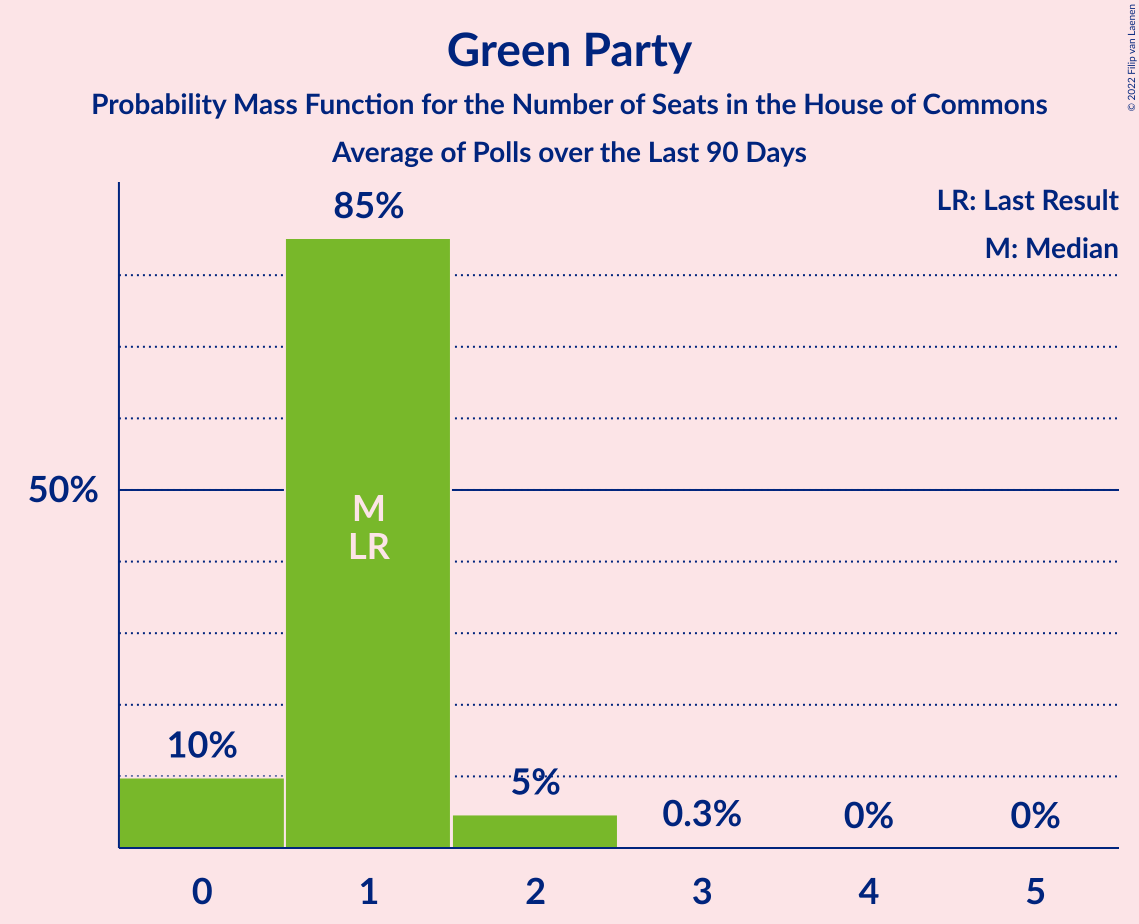 © 2022 Filip van Laenen
Green Party
Probability Mass Function for the Number of Seats in the House of Commons
Average of Polls over the Last 90 Days
LR: Last Result
M: Median
85%
50%
M
LR
10%
5%
0.3%
0%
0%
0 1 2 3 4 5